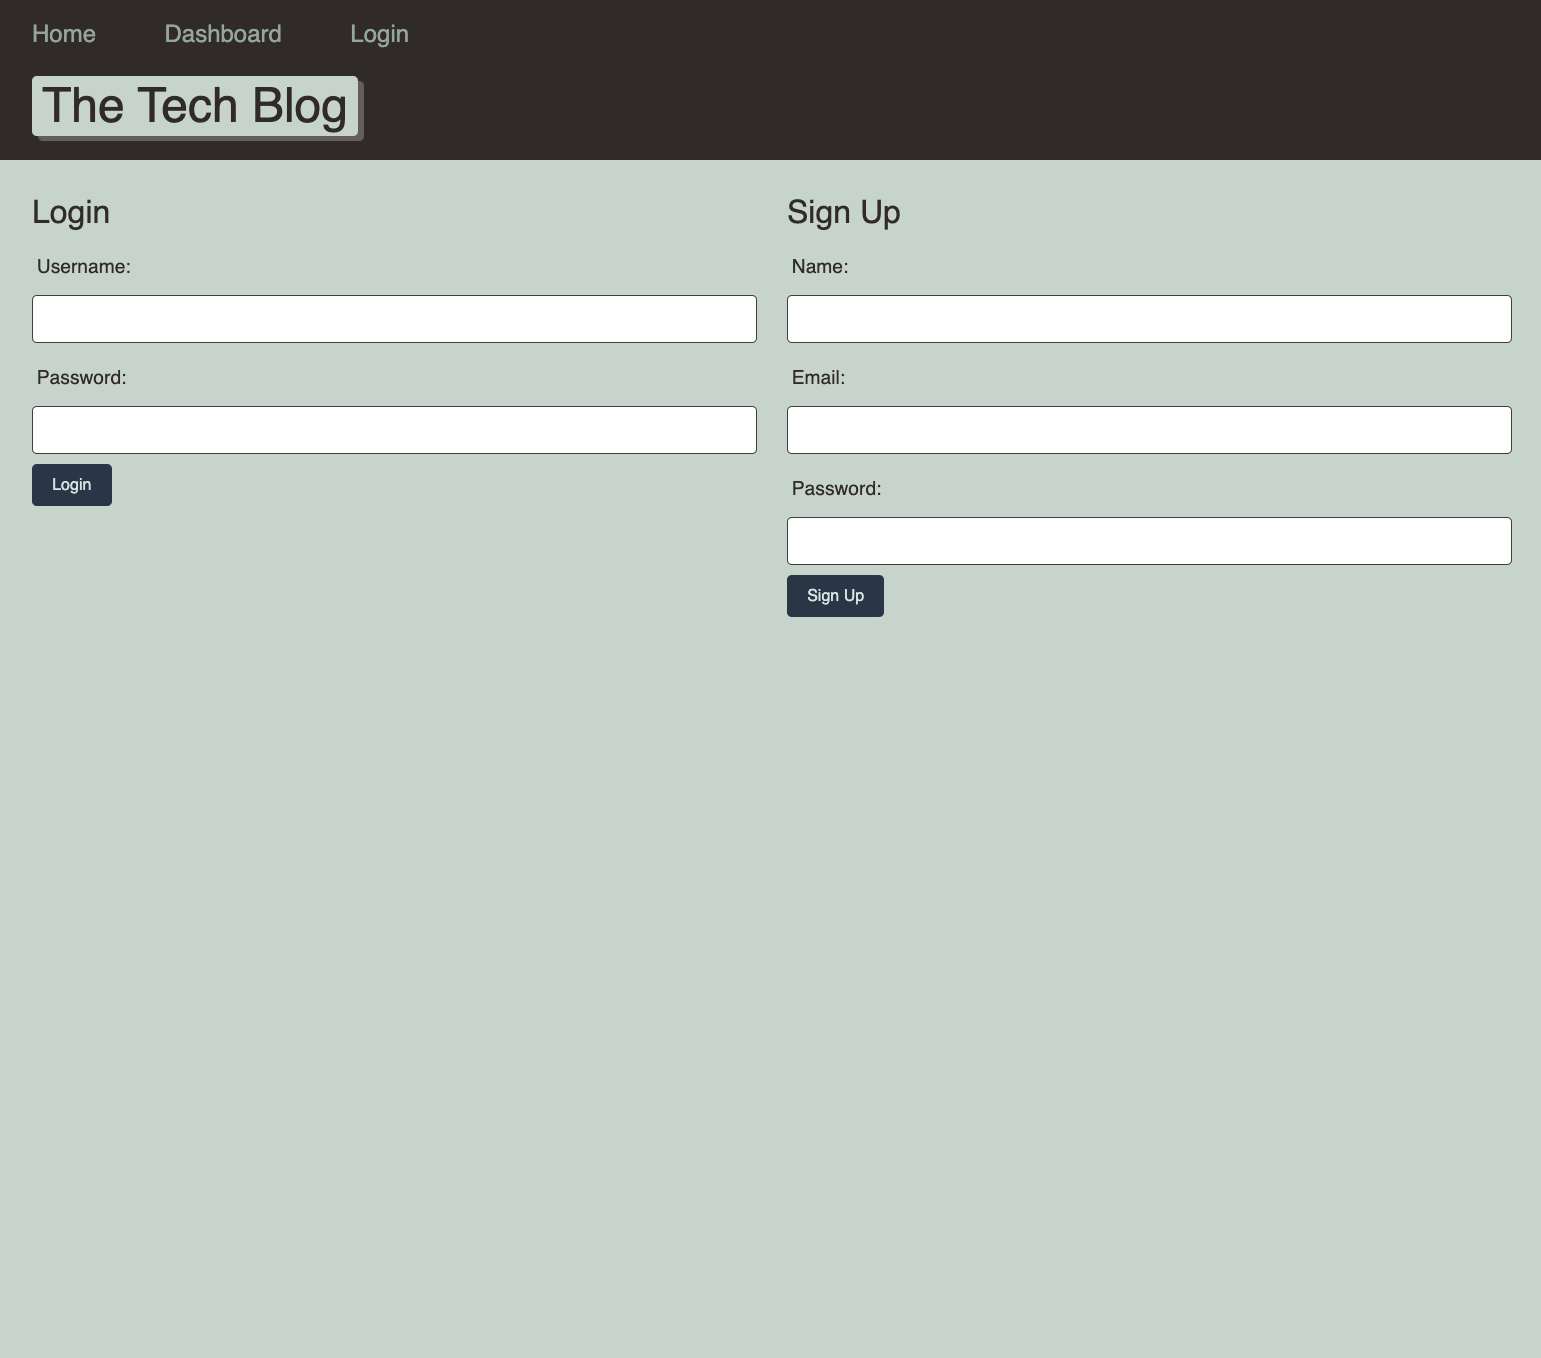 Home Dashboard Login
The Tech Blog
Login
Username:
Password:
Login
Sign Up
Name:
Email:
Password:
Sign Up